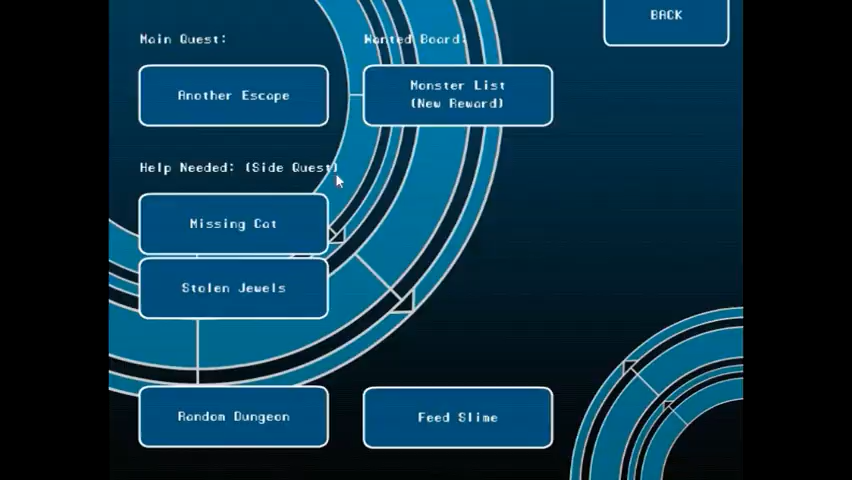 BACK
Main Quest:
Wanted Board:
Another Escape
Monster List
(New Reward)
Help Needed: (Side Quest)
Missing Cat
Stolen Jewels
Random Dungeon
Feed Slime